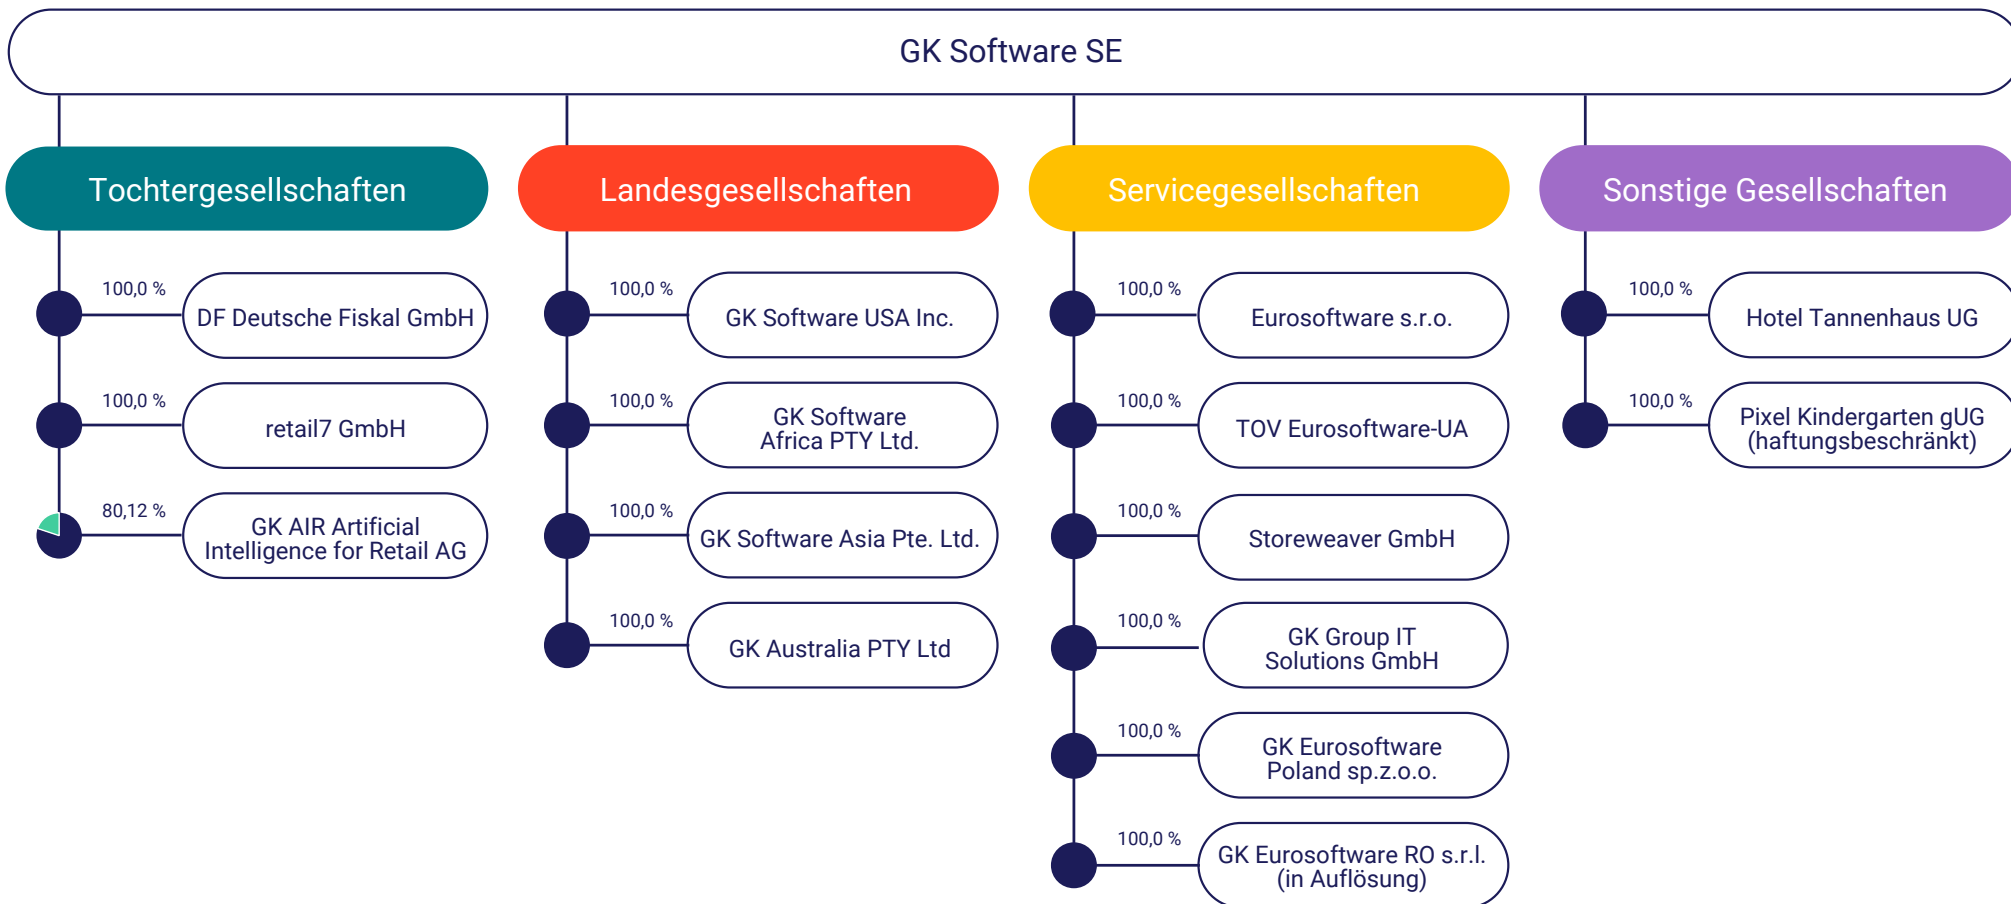 GK Software SE
Tochtergesellschaften
100,0 %
DF Deutsche Fiskal GmbH
100,0 %
retail7 GmbH
80,12 %
GK AIR Artificial
Intelligence for Retail AG
Landesgesellschaften
100,0 %
GK Software USA Inc.
100,0 %
GK Software
Africa PTY Ltd.
100,0 %
GK Software Asia Pte. Ltd.
100,0 %
GK Australia PTY Ltd
Servicegesellschaften
100,0 %
Eurosoftware s.r.o.
100,0 %
TOV Eurosoftware-UA
100,0 %
Storeweaver GmbH
100,0 %
GK Group IT
Solutions GmbH
100,0 %
GK Eurosoftware
Poland sp.z.o.o.
100,0 %
GK Eurosoftware RO s.r.l.
(in Auflösung)
Sonstige Gesellschaften
100,0 %
Hotel Tannenhaus UG
100,0 %
Pixel Kindergarten gUG
(haftungsbeschränkt)